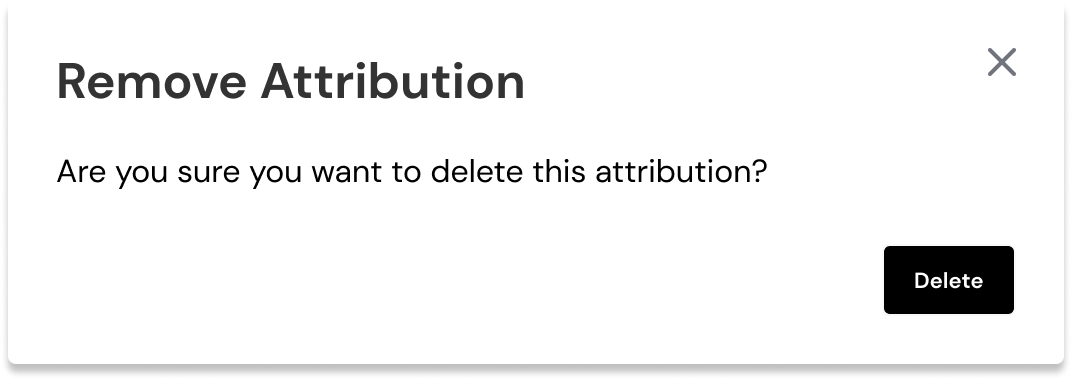 Remove Attribution
Are you sure you want to delete this attribution?
Delete